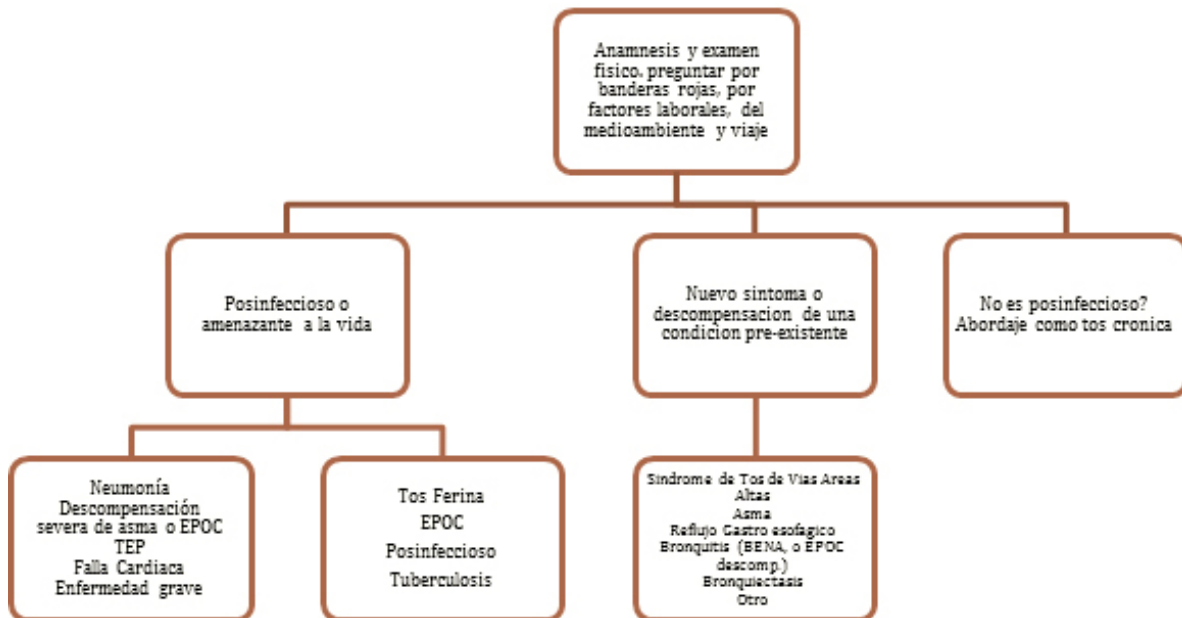 Anamnesis y examen
fisico, preguntar por
banderas rojas, por
factores laborales, del
medioambiente y viaje
Posinfeccioso o
amenazante a la vida
Nuevo sintoma o
descompensacion de una
condicion pre-existente
No es posinfeccioso?
Abordaje como tos cronica
Neumonía
Descompensación
severa de asma o EPOC
TEP
Falla Cardiaca
Enfermedad grave
Tos Ferina
EPOC
Posinfeccioso
Tuberculosis
Sindrome de Tos de Vias Areas
Altas
Asma
Reflujo Gastro esofagico
Bronquitis (BENA, o EPOC
descomp.)
Bronquiectasis
Otro